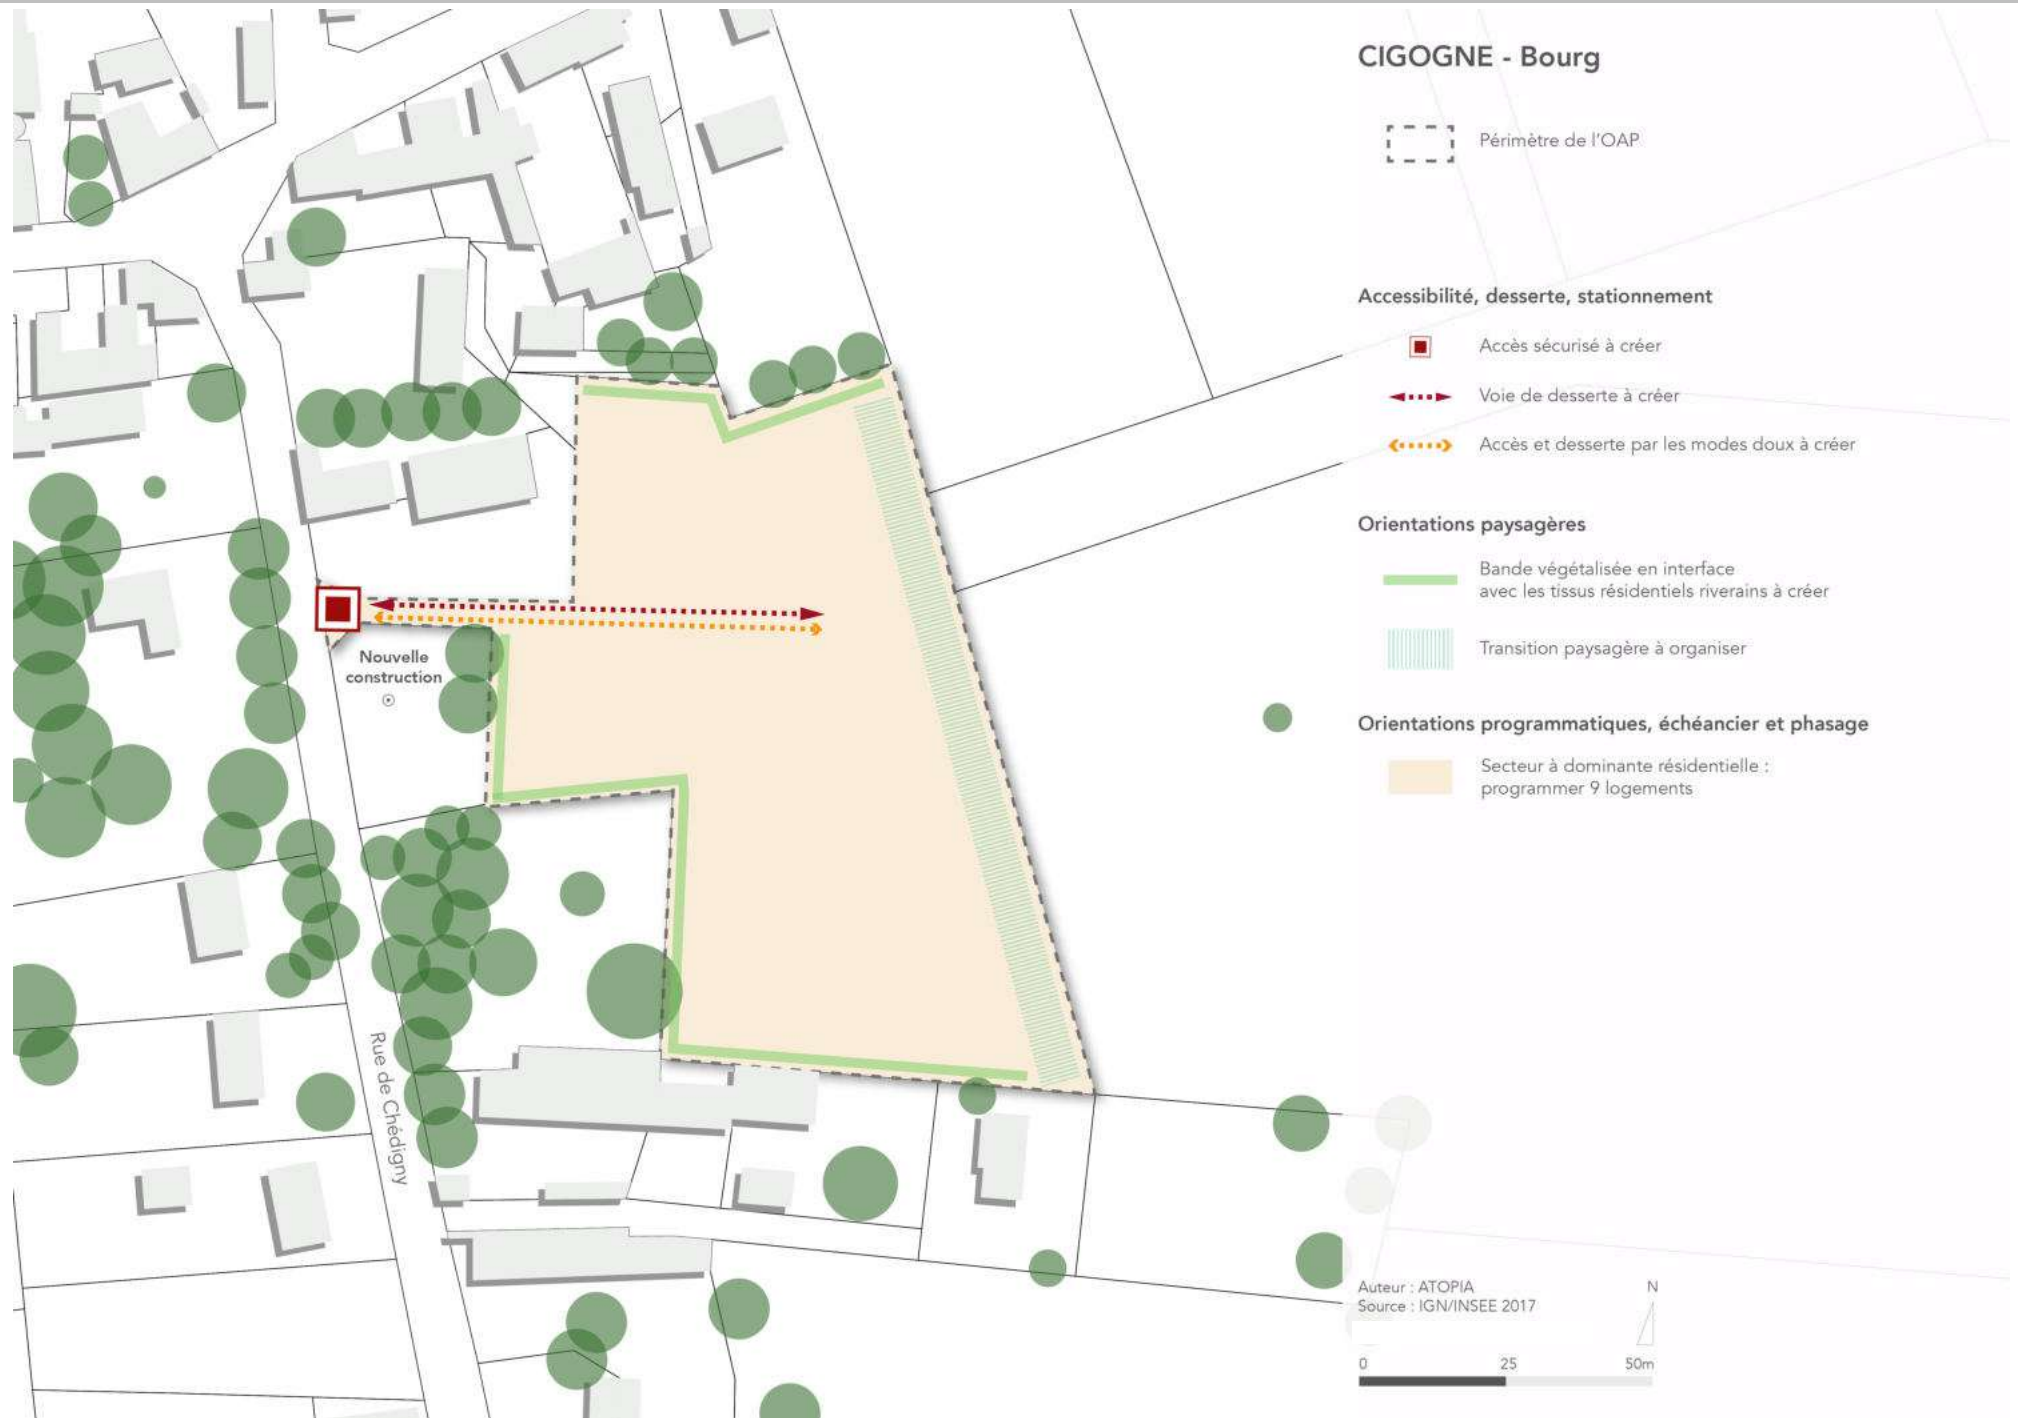 CIGOGNE - Bourg
Périmètre de l'OAP
Accessibilité, desserte, stationnement
Accès sécurisé à créer
Voie de desserte à créer
Accès et desserte par les modes doux à créer
Orientations paysagères
Bande végétalisée en interface
avec les tissus résidentiels riverains à créer
Transition paysagère à organiser
Orientations programmatiques, échéancier et phasage
Secteur à dominante résidentielle :
programmer 9 logements
Nouvelle
construction
Rue de Chédigny
Auteur : ATOPIA
Source : IGN/INSEE 2017
N
0 25 50m